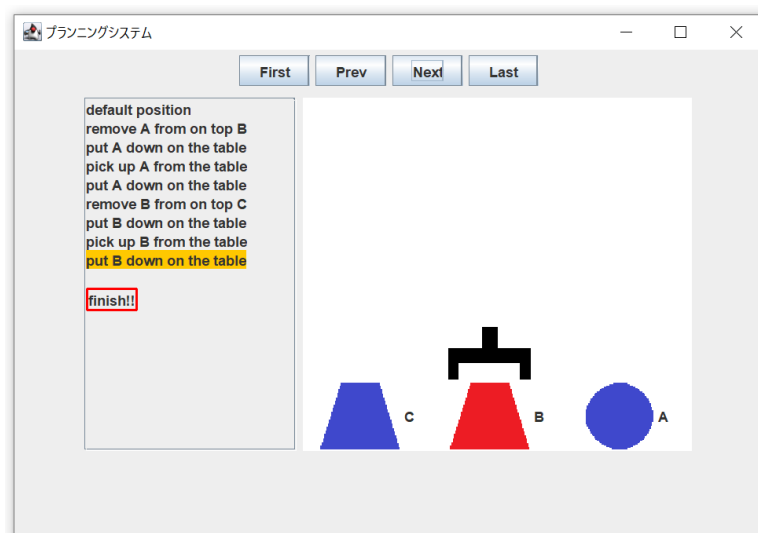 プランニングシステム
First Prev Next Last
default position
remove A from on top B
put A down on the table
pick up A from the table
put A down on the table
remove B from on top C
put B down on the table
pick up B from the table
put B down on the table
finish!!
C B A